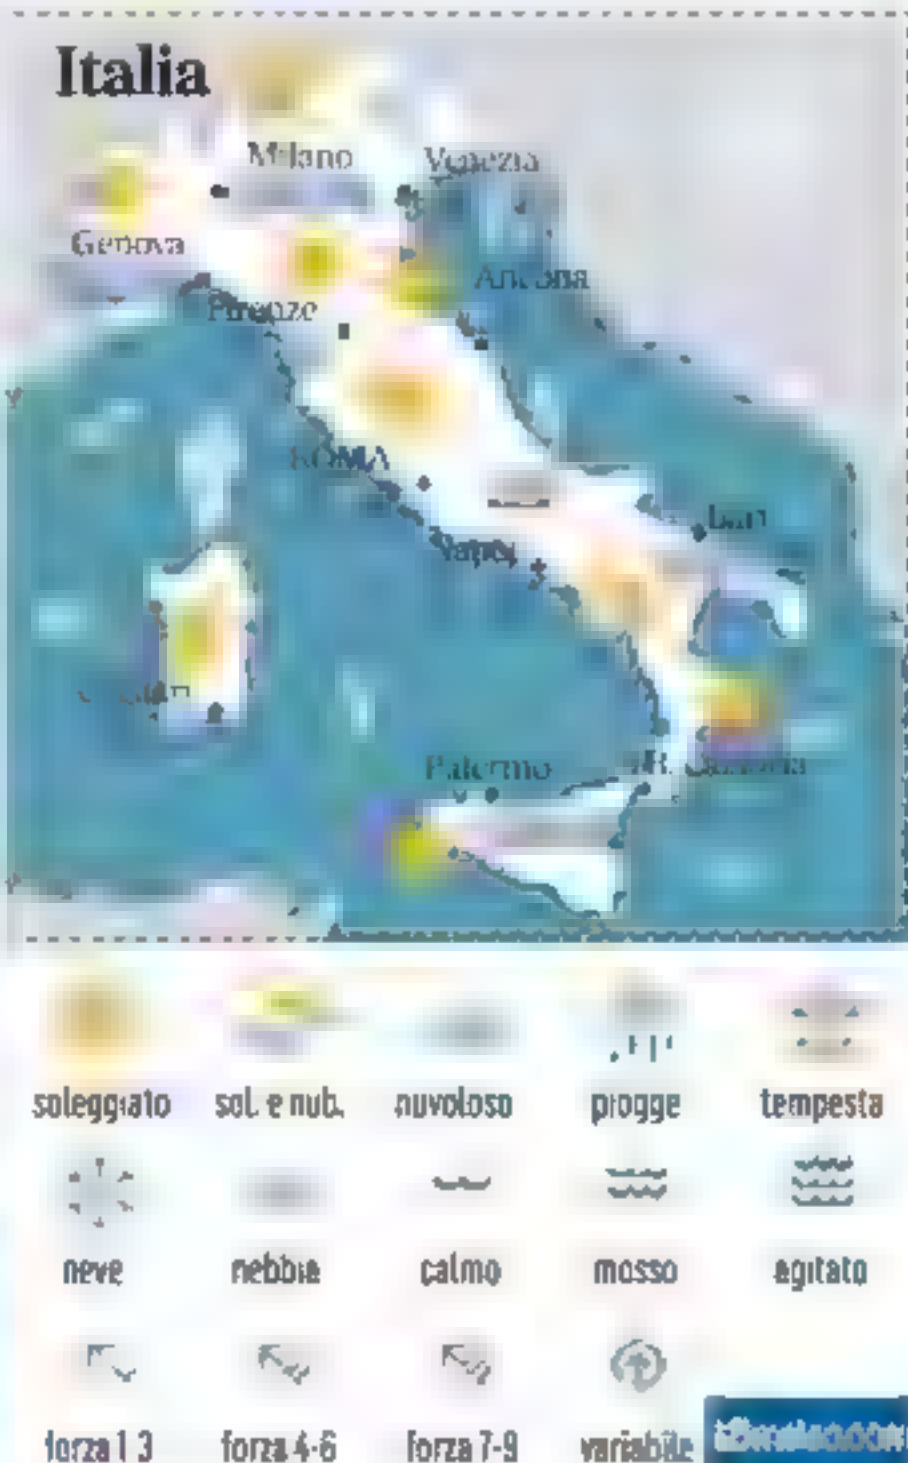 Italia
Milano
Venezia
Genova
Ancona
Firenze
ROMA
Bari
Napoli
Palermo
R.
soleggiato
sol. e nub.
nuvoloso
piogge
tempesta
neve
nebbia
calmo
mosso
agitato
forza 1 3
forza 4-6
forza 7-9
variabile